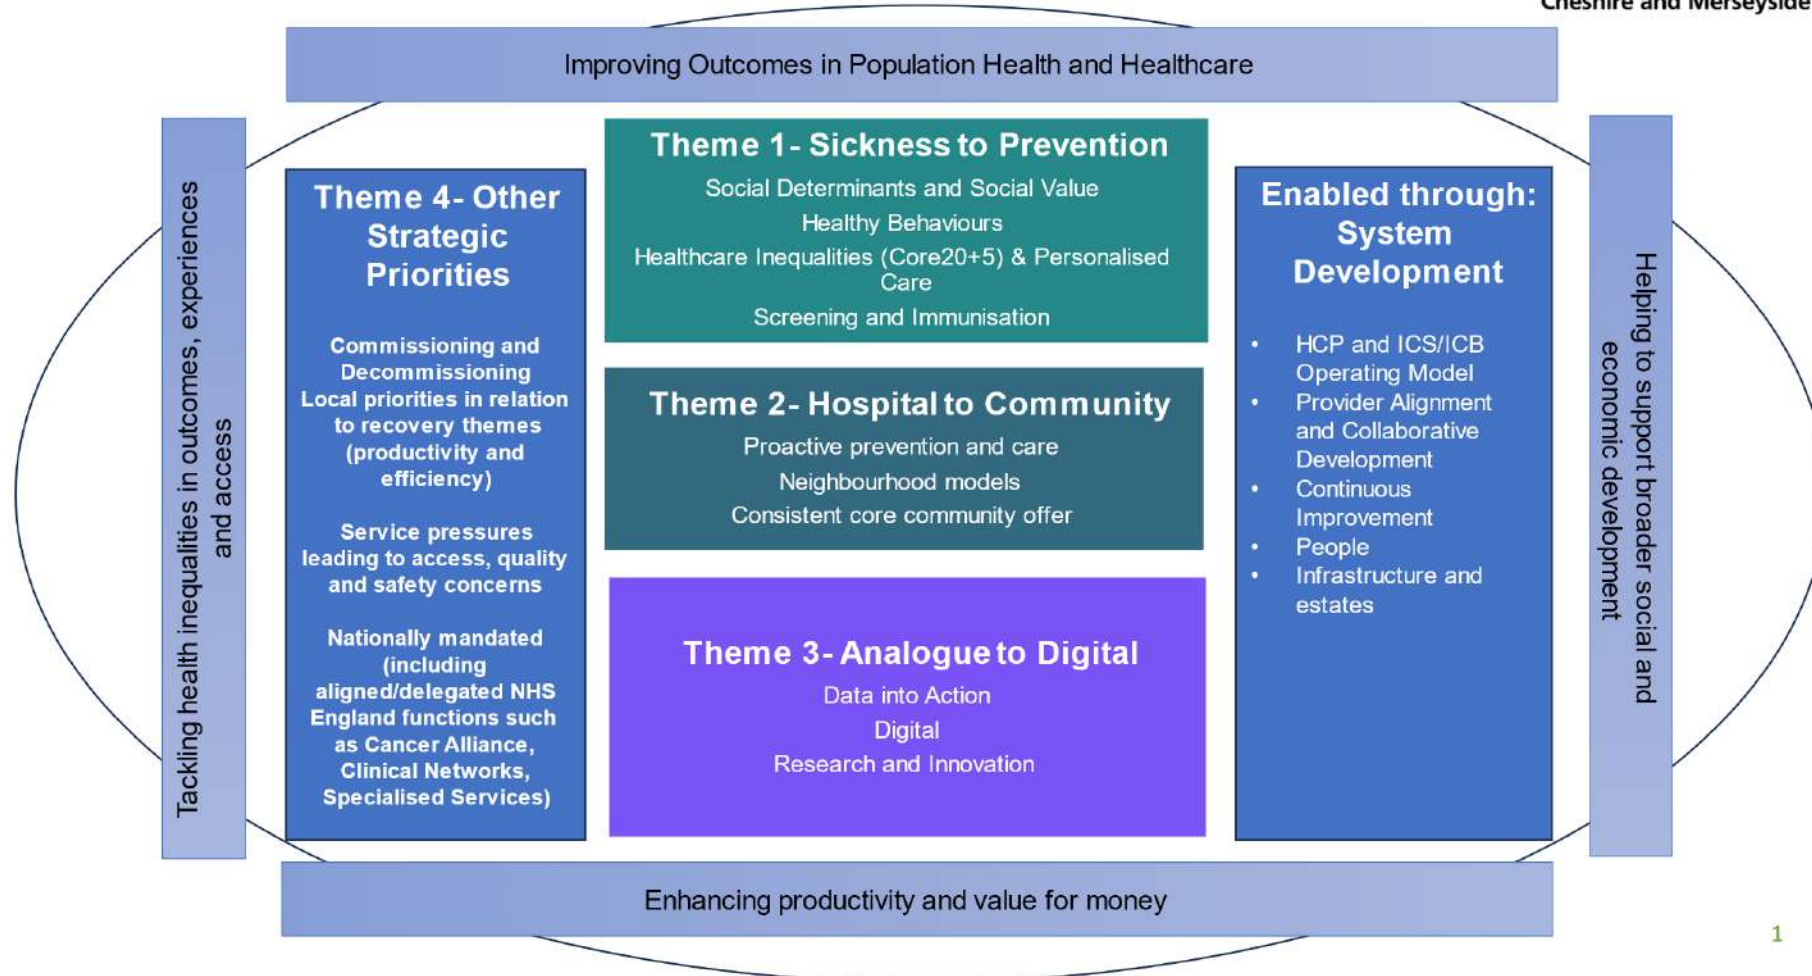 Cheshire and Merseyside
Improving Outcomes in Population Health and Healthcare
Tackling health inequalities in outcomes, experiences
and access
Theme 4- Other
Strategic
Priorities
Commissioning and
Decommissioning
Local priorities in relation
to recovery themes
(productivity and
efficiency)
Service pressures
leading to access, quality
and safety concerns
Nationally mandated
(including
aligned/delegated NHS
England functions such
as Cancer Alliance,
Clinical Networks,
Specialised Services)
Theme 1- Sickness to Prevention
Social Determinants and Social Value
Healthy Behaviours
Healthcare Inequalities (Core20+5) & Personalised
Care
Screening and Immunisation
Theme 2- Hospital to Community
Proactive prevention and care
Neighbourhood models
Consistent core community offer
Theme 3- Analogue to Digital
Data into Action
Digital
Research and Innovation
Enabled through:
System
Development
• HCP and ICS/ICB
Operating Model
• Provider Alignment
and Collaborative
Development
• Continuous
Improvement
• People
• Infrastructure and
estates
Helping to support broader social and
economic development
Enhancing productivity and value for money
1